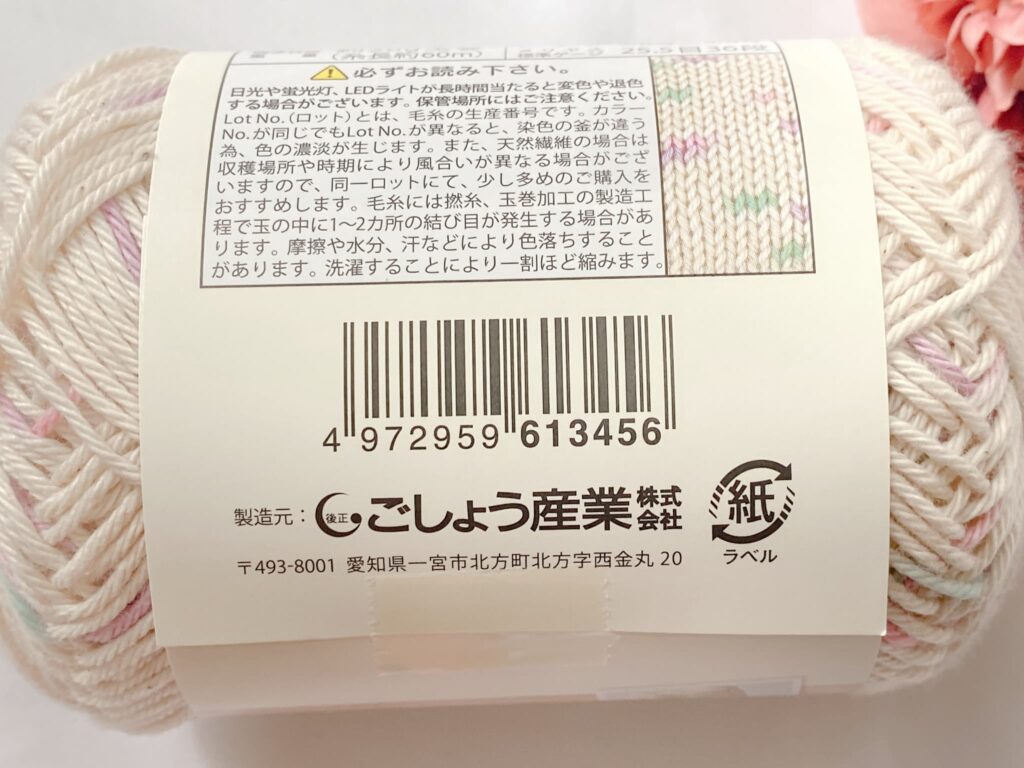 (糸長約60m)
25.5目36段
必ずお読み下さい。
日光や蛍光灯、LEDライトが長時間当たると変色や退色
する場合がございます。保管場所にはご注意ください。
Lot No.(ロット)とは、毛糸の生産番号です。カラー
No.が同じでもLot No.が異なると、染色の釜が違う
為、色の濃淡が生じます。また、天然繊維の場合は
収穫場所や時期により風合いが異なる場合がござ
いますので、同一ロットにて、少し多めのご購入を
おすすめします。毛糸には撚糸、玉巻加工の製造工
程で玉の中に1〜2カ所の結び目が発生する場合があ
ります。摩擦や水分、汗などにより色落ちすること
があります。洗濯することにより一割ほど縮みます。
4 972959 613456
製造元: 後正 ごしょう産業 株式会社
紙
ラベル
〒493-8001 愛知県一宮市北方町北方字西金丸 20